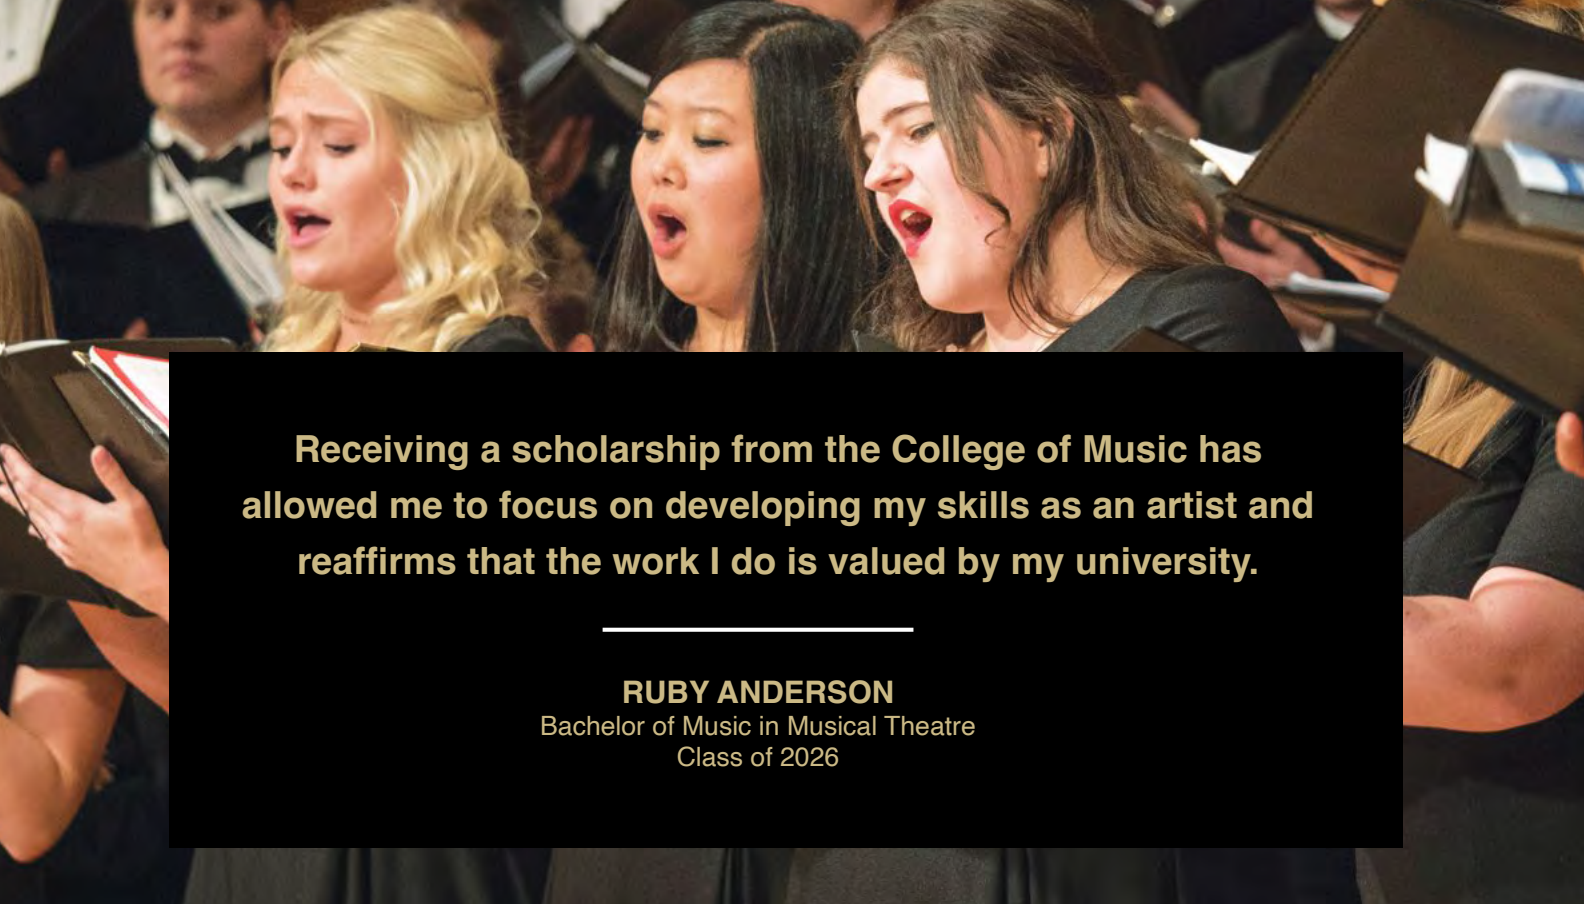 Receiving a scholarship from the College of Music has
allowed me to focus on developing my skills as an artist and
reaffirms that the work I do is valued by my university.
RUBY ANDERSON
Bachelor of Music in Musical Theatre
Class of 2026